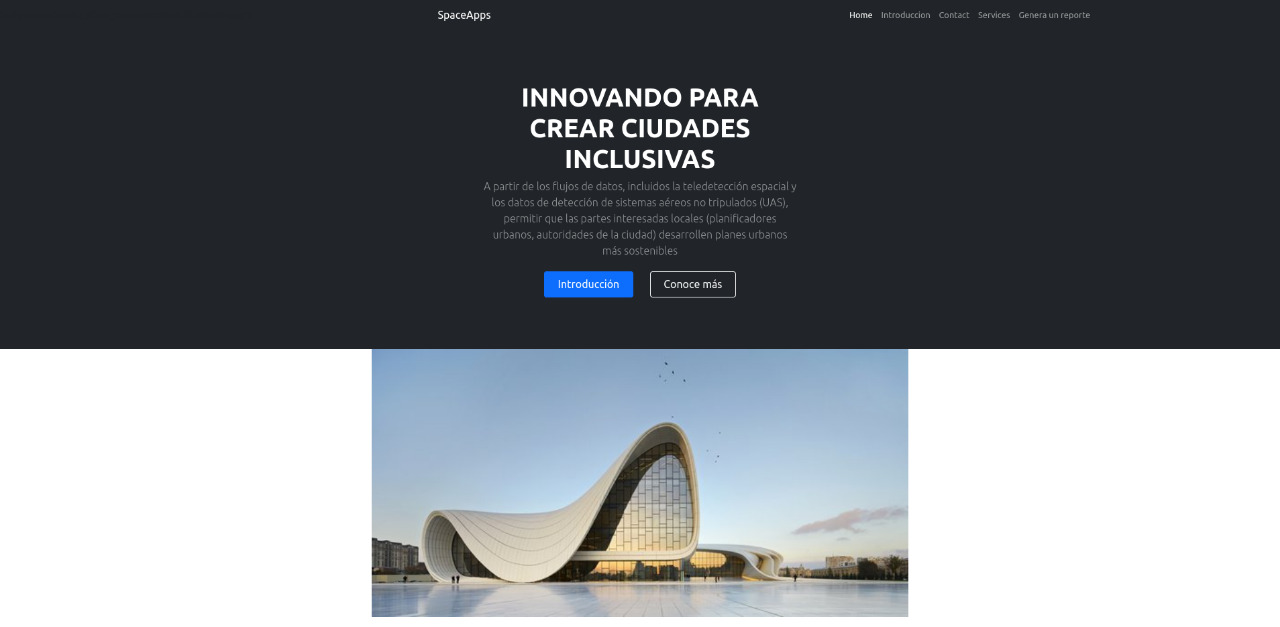 SpaceApps
Home Introduccion Contact Services Genera un reporte
INNOVANDO PARA
CREAR CIUDADES
INCLUSIVAS
A partir de los flujos de datos, incluidos la teledetección espacial y
los datos de detección de sistemas aéreos no tripulados (UAS),
permitir que las partes interesadas locales (planificadores
urbanos, autoridades de la ciudad) desarrollen planes urbanos
más sostenibles
Introducción
Conoce más